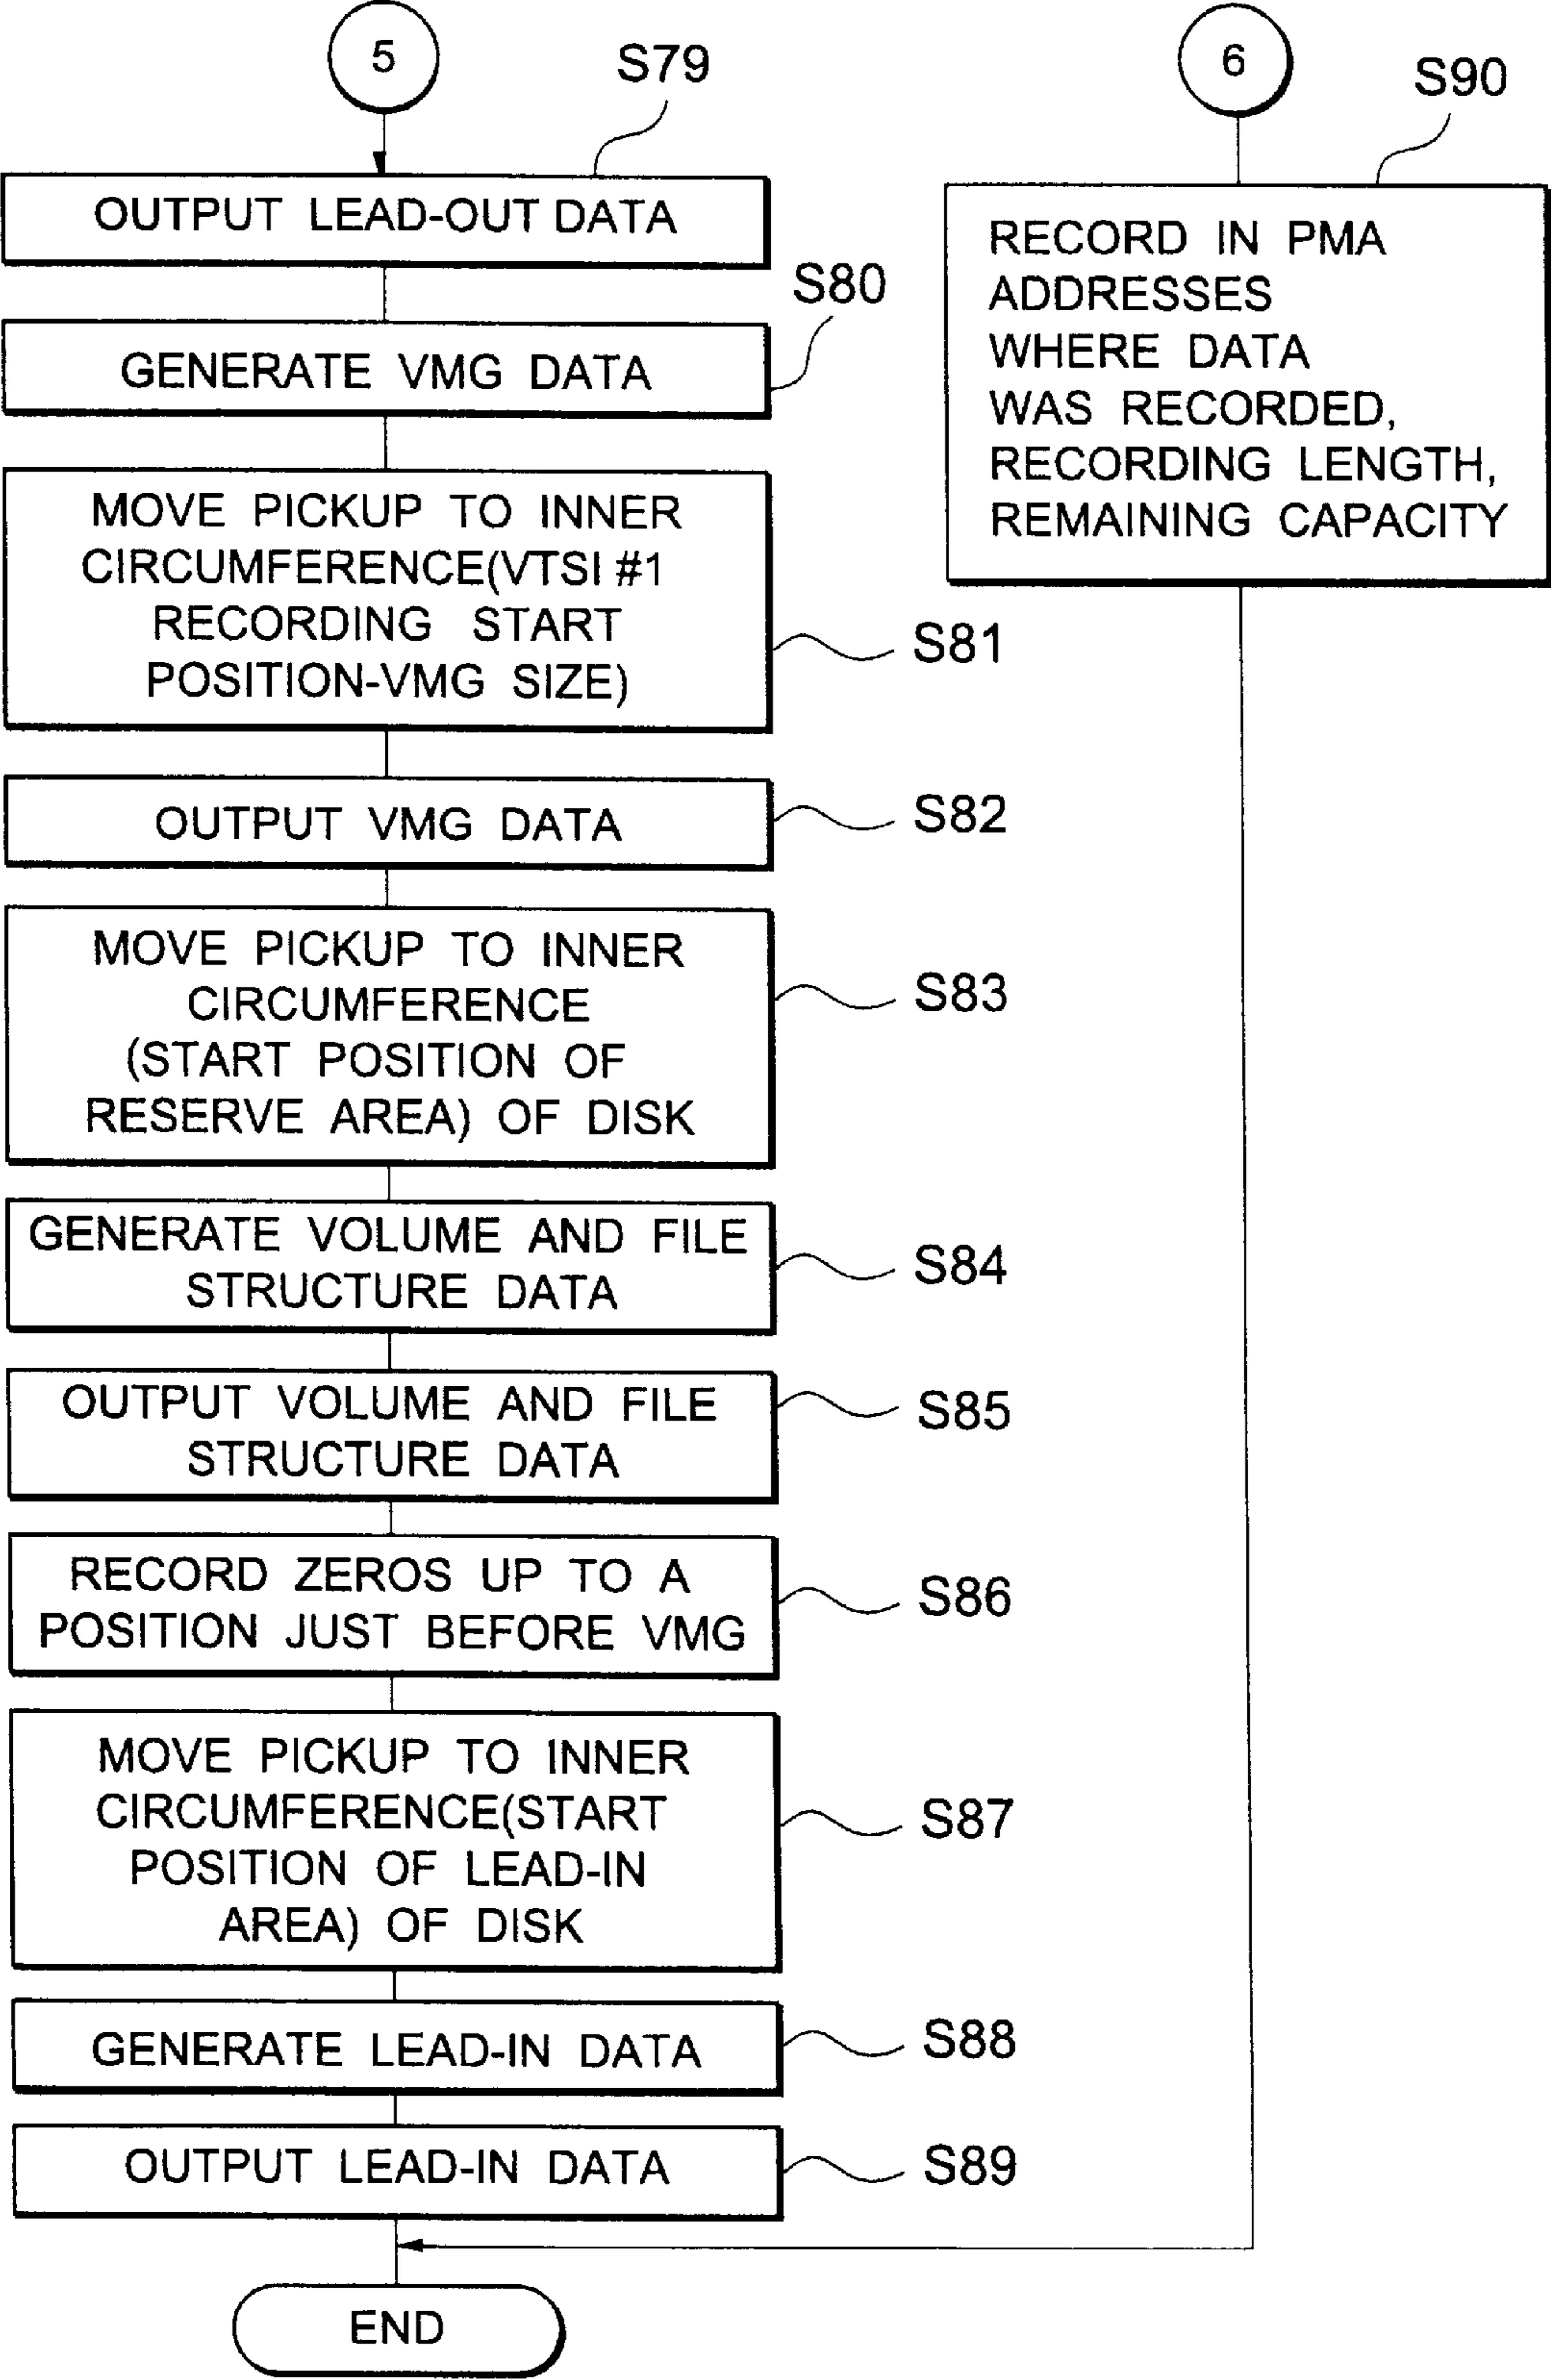 5
S79
OUTPUT LEAD-OUT DATA
S80
GENERATE VMG DATA
MOVE PICKUP TO INNER
CIRCUMFERENCE(VTSI #1
RECORDING START
POSITION-VMG SIZE)
S81
OUTPUT VMG DATA
S82
MOVE PICKUP TO INNER
CIRCUMFERENCE
(START POSITION OF
RESERVE AREA) OF DISK
S83
GENERATE VOLUME AND FILE
STRUCTURE DATA
S84
OUTPUT VOLUME AND FILE
STRUCTURE DATA
S85
RECORD ZEROS UP TO A
POSITION JUST BEFORE VMG
S86
MOVE PICKUP TO INNER
CIRCUMFERENCE(START
POSITION OF LEAD-IN
AREA) OF DISK
S87
GENERATE LEAD-IN DATA
S88
OUTPUT LEAD-IN DATA
S89
END
6
S90
RECORD IN PMA
ADDRESSES
WHERE DATA
WAS RECORDED,
RECORDING LENGTH,
REMAINING CAPACITY